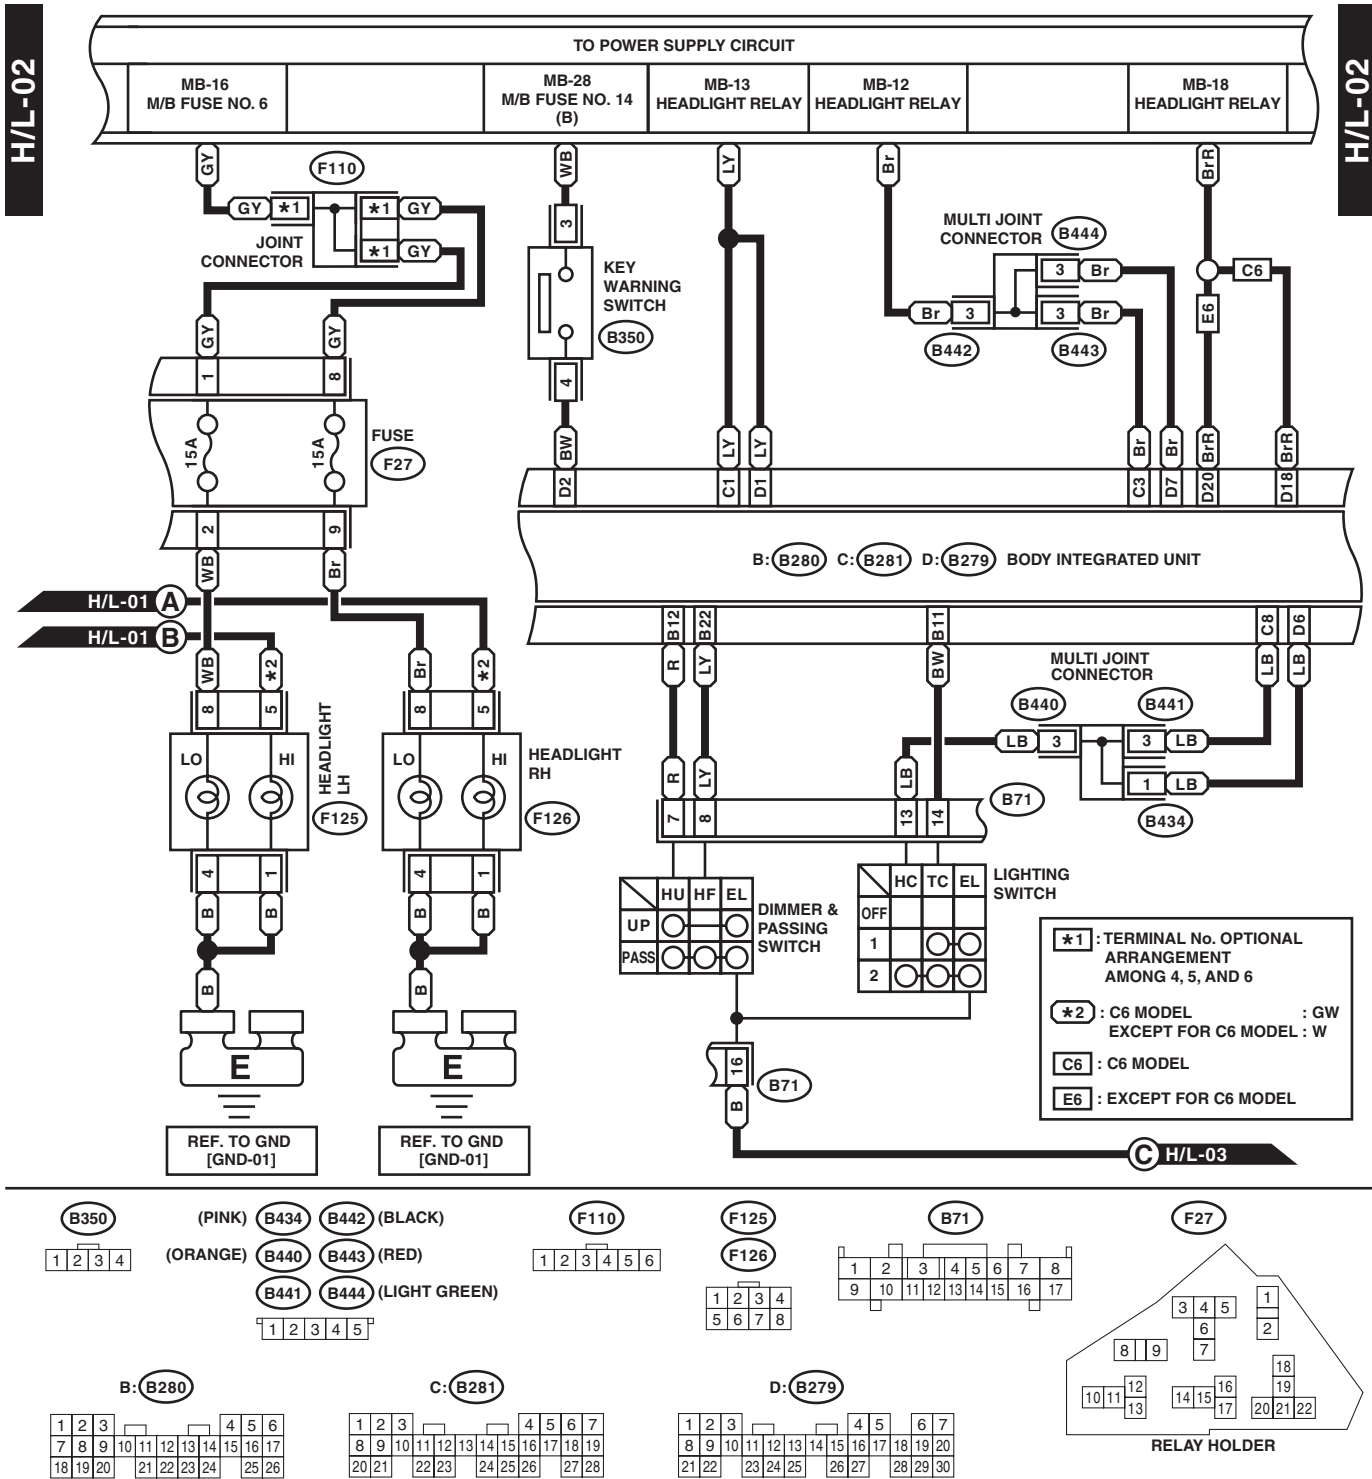 H/L-02
H/L-02
TO POWER SUPPLY CIRCUIT
MB-16
M/B FUSE NO. 6
MB-28
M/B FUSE NO. 14
(B)
MB-13
HEADLIGHT RELAY
MB-12
HEADLIGHT RELAY
MB-18
HEADLIGHT RELAY
GY
WB
LY
Br
BrR
F110
GY *1 *1 GY
*1 GY
JOINT
CONNECTOR
3
KEY
WARNING
SWITCH
B350
4
MULTI JOINT
CONNECTOR
B444
3 Br
Br 3 3 Br
B442 B443
C6
E6
GY GY
1 8
15A 15A
FUSE
F27
2 9
BW LY LY Br Br BrR BrR
D2 C1 D1 C3 D7 D20 D18
B: B280 C: B281 D: B279 BODY INTEGRATED UNIT
WB Br
H/L-01 A
H/L-01 B
B12 B22 B11 C8 D6
R LY BW LB LB
WB *2 Br *2
8 5 8 5
MULTI JOINT
CONNECTOR
B440 B441
LB 3 3 LB
1 LB
B434
LO HI
HEADLIGHT
LH
F125
LO HI
HEADLIGHT
RH
F126
R LY LB
7 8 13 14
B71
4 1 4 1
B B B B
B B
HU HF EL
UP
PASS
DIMMER &
PASSING
SWITCH
HC TC EL
OFF
1
2
LIGHTING
SWITCH
*1 : TERMINAL No. OPTIONAL
ARRANGEMENT
AMONG 4, 5, AND 6
*2 : C6 MODEL : GW
EXCEPT FOR C6 MODEL : W
C6 : C6 MODEL
E6 : EXCEPT FOR C6 MODEL
E E
REF. TO GND
[GND-01]
REF. TO GND
[GND-01]
16
B71
B
C H/L-03
B350
1 2 3 4
(PINK) B434 B442 (BLACK)
(ORANGE) B440 B443 (RED)
B441 B444 (LIGHT GREEN)
1 2 3 4 5
F110
1 2 3 4 5 6
F125
F126
1 2 3 4
5 6 7 8
B71
1 2 3 4 5 6 7 8
9 10 11 12 13 14 15 16 17
F27
1
3 4 5
2
6
8 9 7
18
12 16 19
10 11 14 15
13 17 20 21 22
RELAY HOLDER
B: B280
1 2 3 4 5 6
7 8 9 10 11 12 13 14 15 16 17
18 19 20 21 22 23 24 25 26
C: B281
1 2 3 4 5 6 7
8 9 10 11 12 13 14 15 16 17 18 19
20 21 22 23 24 25 26 27 28
D: B279
1 2 3 4 5 6 7
8 9 10 11 12 13 14 15 16 17 18 19 20
21 22 23 24 25 26 27 28 29 30